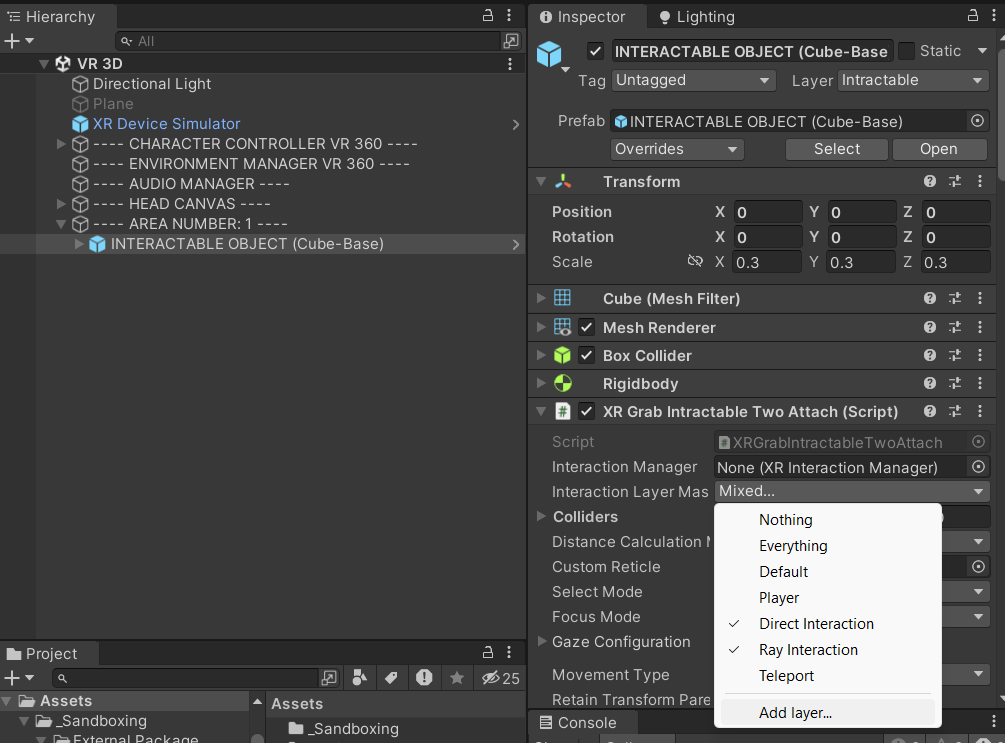 Hierarchy
All
VR 3D
Directional Light
Plane
XR Device Simulator
---- CHARACTER CONTROLLER VR 360 ----
---- ENVIRONMENT MANAGER VR 360 ----
---- AUDIO MANAGER ----
---- HEAD CANVAS ----
---- AREA NUMBER: 1 ----
INTERACTABLE OBJECT (Cube-Base)
Project
25
Assets
_Sandboxing
External Package
Assets
_Sandboxing
Inspector
Lighting
INTERACTABLE OBJECT (Cube-Base
Static
Tag Untagged Layer Intractable
Prefab INTERACTABLE OBJECT (Cube-Base)
Overrides Select Open
Transform
Position X 0 Y 0 Z 0
Rotation X 0 Y 0 Z 0
Scale X 0.3 Y 0.3 Z 0.3
Cube (Mesh Filter)
Mesh Renderer
Box Collider
Rigidbody
# XR Grab Intractable Two Attach (Script)
Script XRGrabIntractableTwoAttach
Interaction Manager None (XR Interaction Manager)
Interaction Layer Mas Mixed...
Colliders
Distance Calculation
Custom Reticle
Select Mode
Focus Mode
Gaze Configuration
Movement Type
Retain Transform Pare
Nothing
Everything
Default
Player
Direct Interaction
Ray Interaction
Teleport
Add layer...
Console